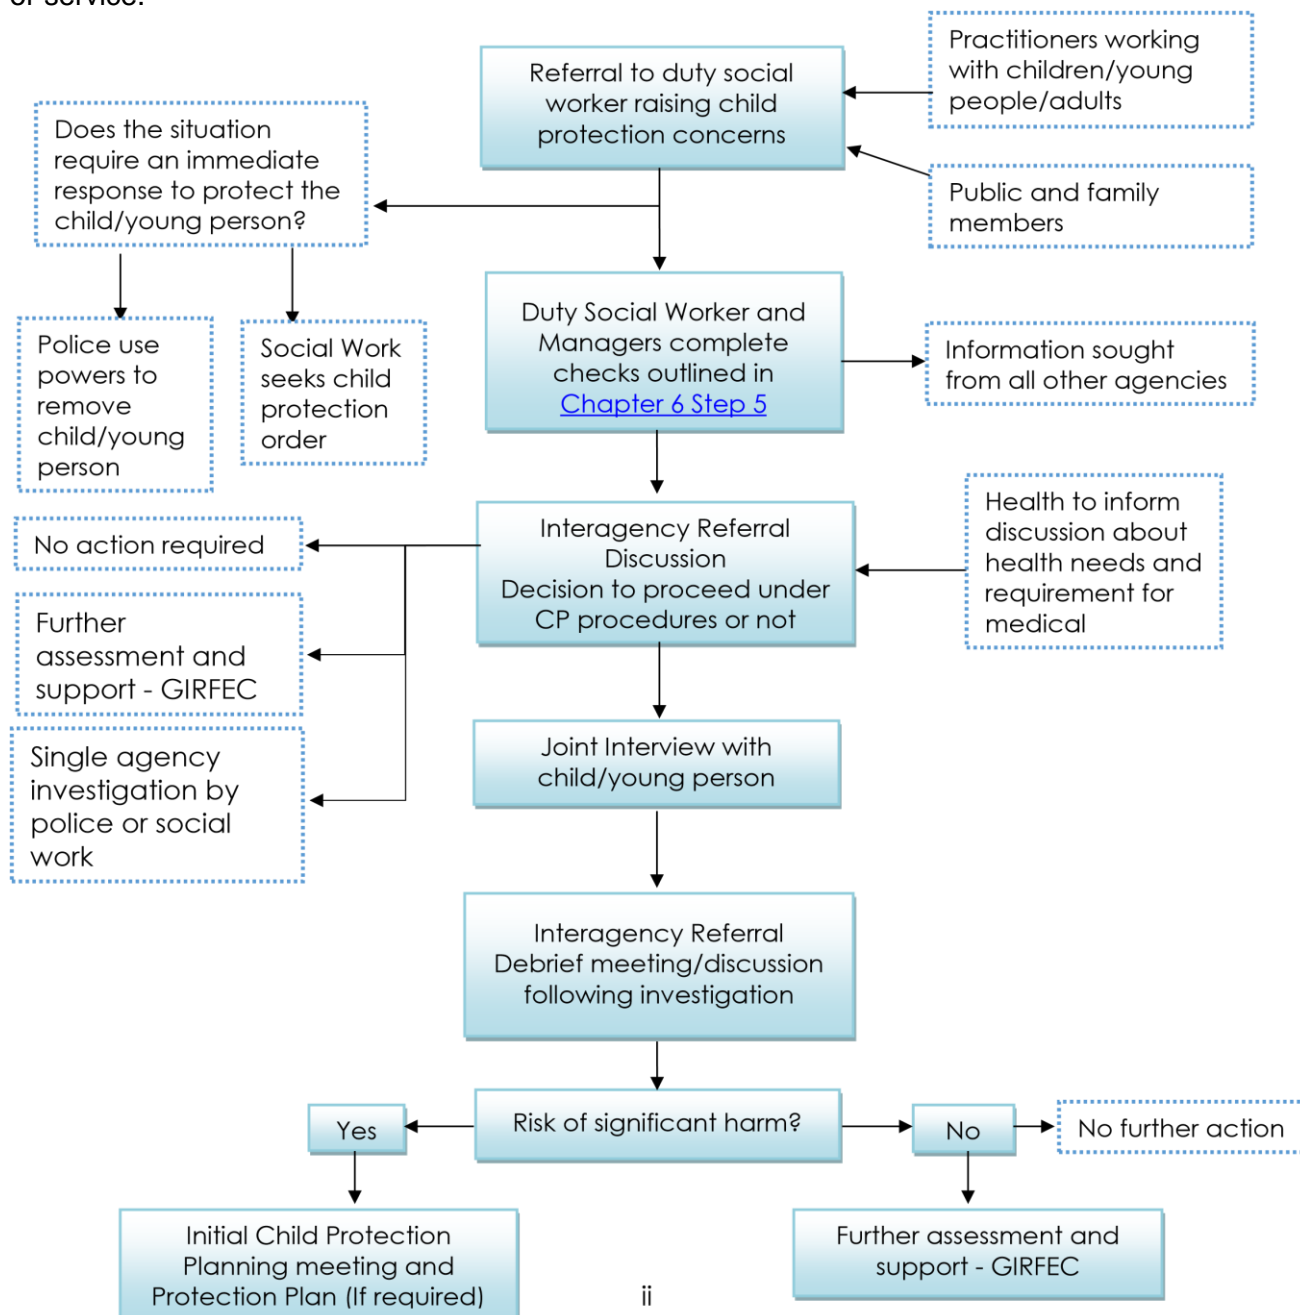 or service.
Referral to duty social
worker raising child
protection concerns
Practitioners working
with children/young
people/adults
Does the situation
require an immediate
response to protect the
child/young person?
Public and family
members
Duty Social Worker and
Managers complete
checks outlined in
Chapter 6 Step 5
Police use
powers to
remove
child/young
person
Social Work
seeks child
protection
order
Information sought
from all other agencies
Interagency Referral
Discussion
Decision to proceed under
CP procedures or not
Health to inform
discussion about
health needs and
requirement for
medical
No action required
Further
assessment and
support - GIRFEC
Single agency
investigation by
police or social
work
Joint Interview with
child/young person
Interagency Referral
Debrief meeting/discussion
following investigation
Risk of significant harm?
Yes
No
No further action
Initial Child Protection
Planning meeting and
Protection Plan (If required)
Further assessment and
support - GIRFEC
ii